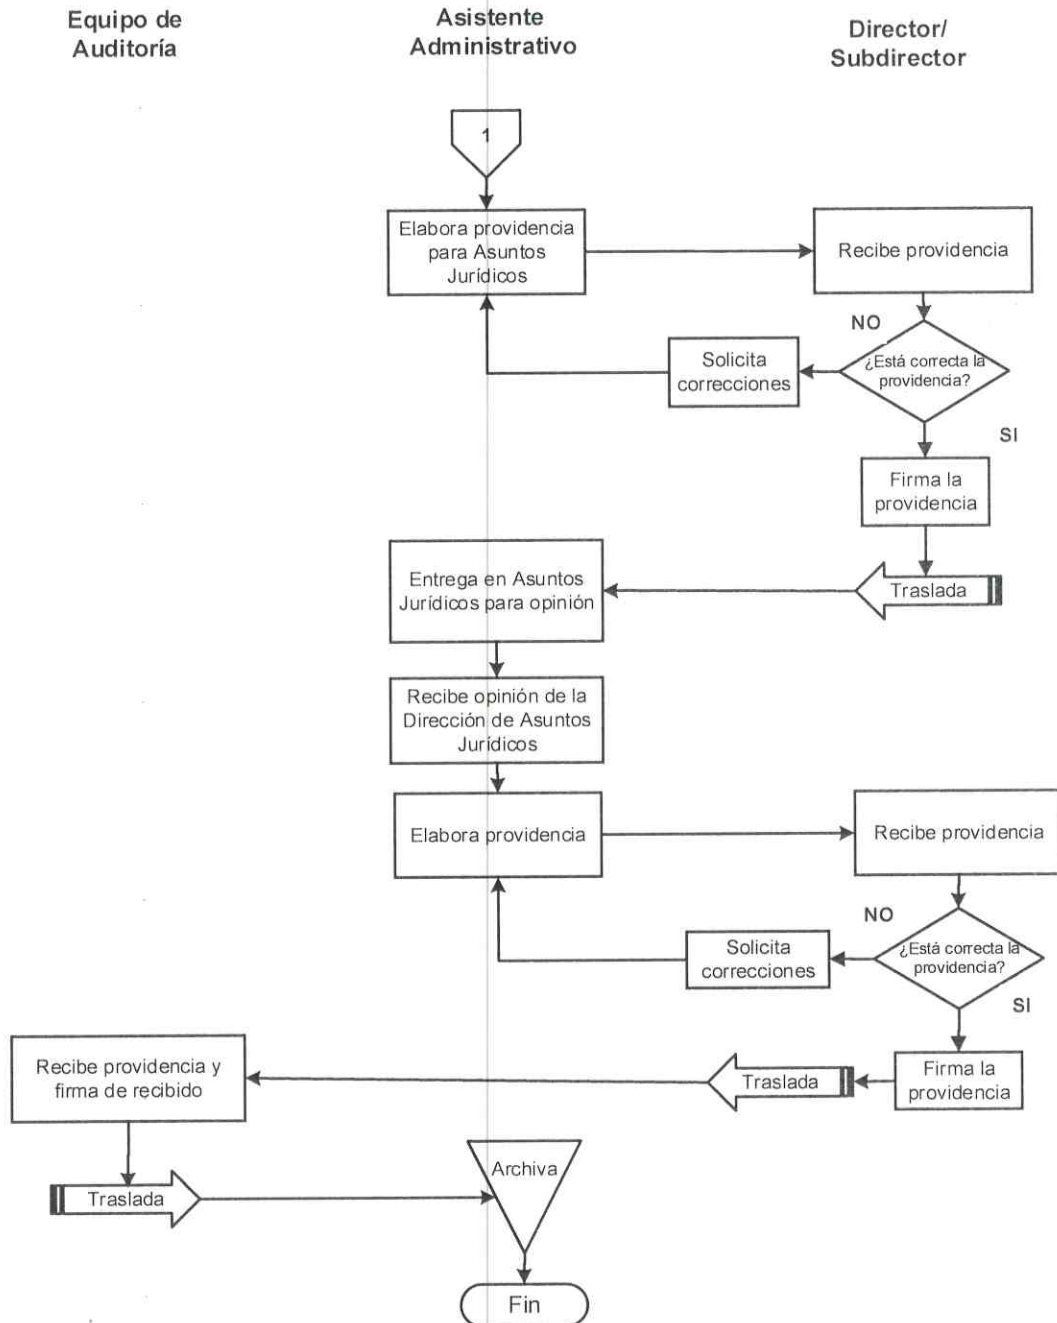 Equipo de
Auditoría
Asistente
Administrativo
Director/
Subdirector
1
Elabora providencia
para Asuntos
Jurídicos
Recibe providencia
NO
¿Está correcta la
providencia?
Solicita
correcciones
SI
Firma la
providencia
Traslada
Entrega en Asuntos
Jurídicos para opinión
Recibe opinión de la
Dirección de Asuntos
Jurídicos
Elabora providencia
Recibe providencia
NO
¿Está correcta la
providencia?
Solicita
correcciones
SI
Firma la
providencia
Traslada
Recibe providencia y
firma de recibido
Traslada
Archiva
Fin